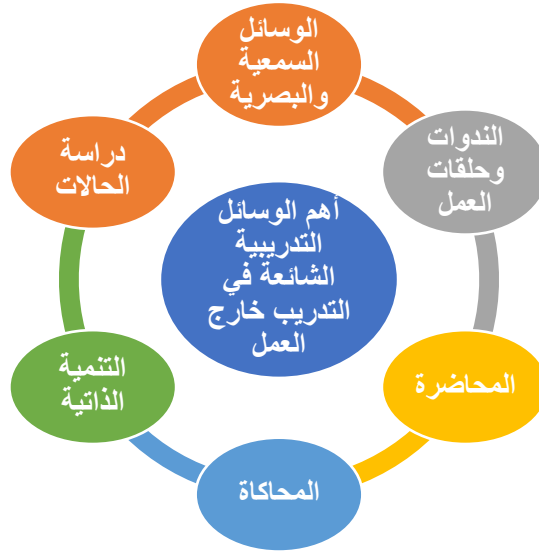 الوسائل
السمعية
والبصرية
الندوات
وحلقات
العمل
المحاضرة
المحاكاة
التنمية
الذاتية
دراسة
الحالات
أهم الوسائل
التدريبية
الشائعة في
التدريب خارج
العمل